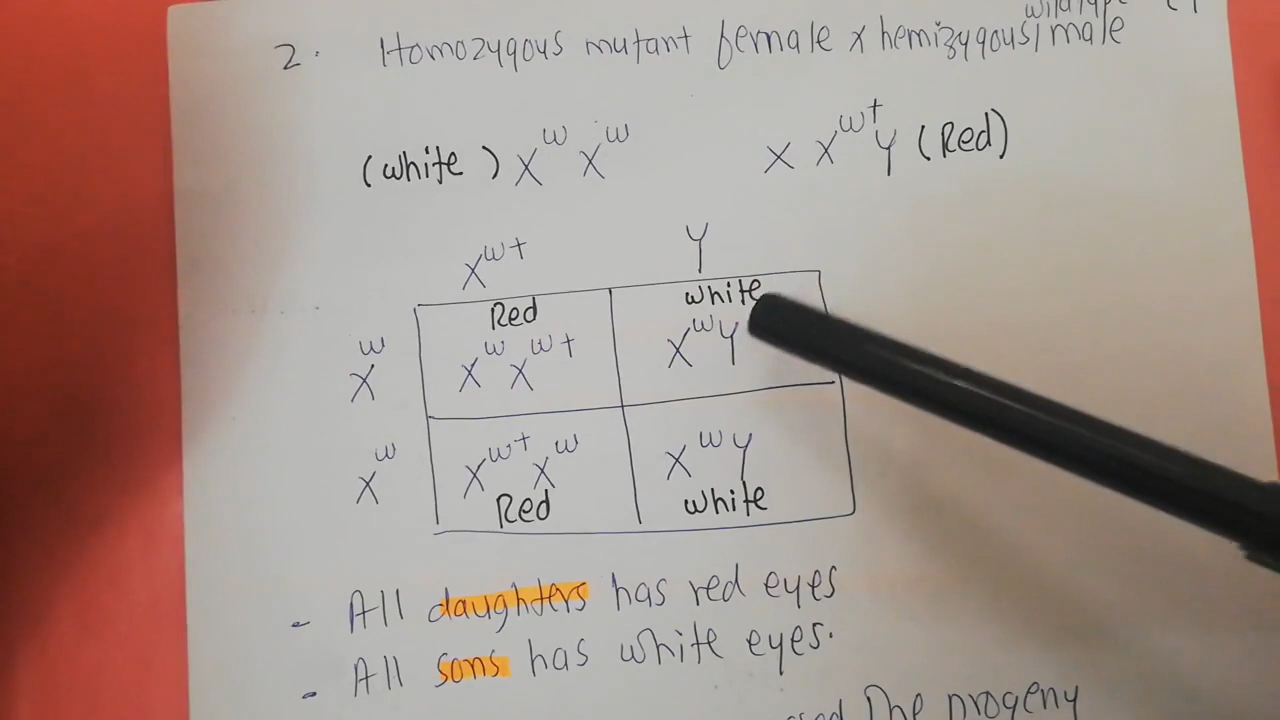 2. Homozygous mutant female x hemizygous/male
(white) X^w X^w x X^w+ Y (Red)
X^w+ Y
Red white
X^w X^w X^w+ X^w Y
X^w X^w+ X^w X^w Y
Red white
- All daughters has red eyes
- All sons has white eyes.
The progeny